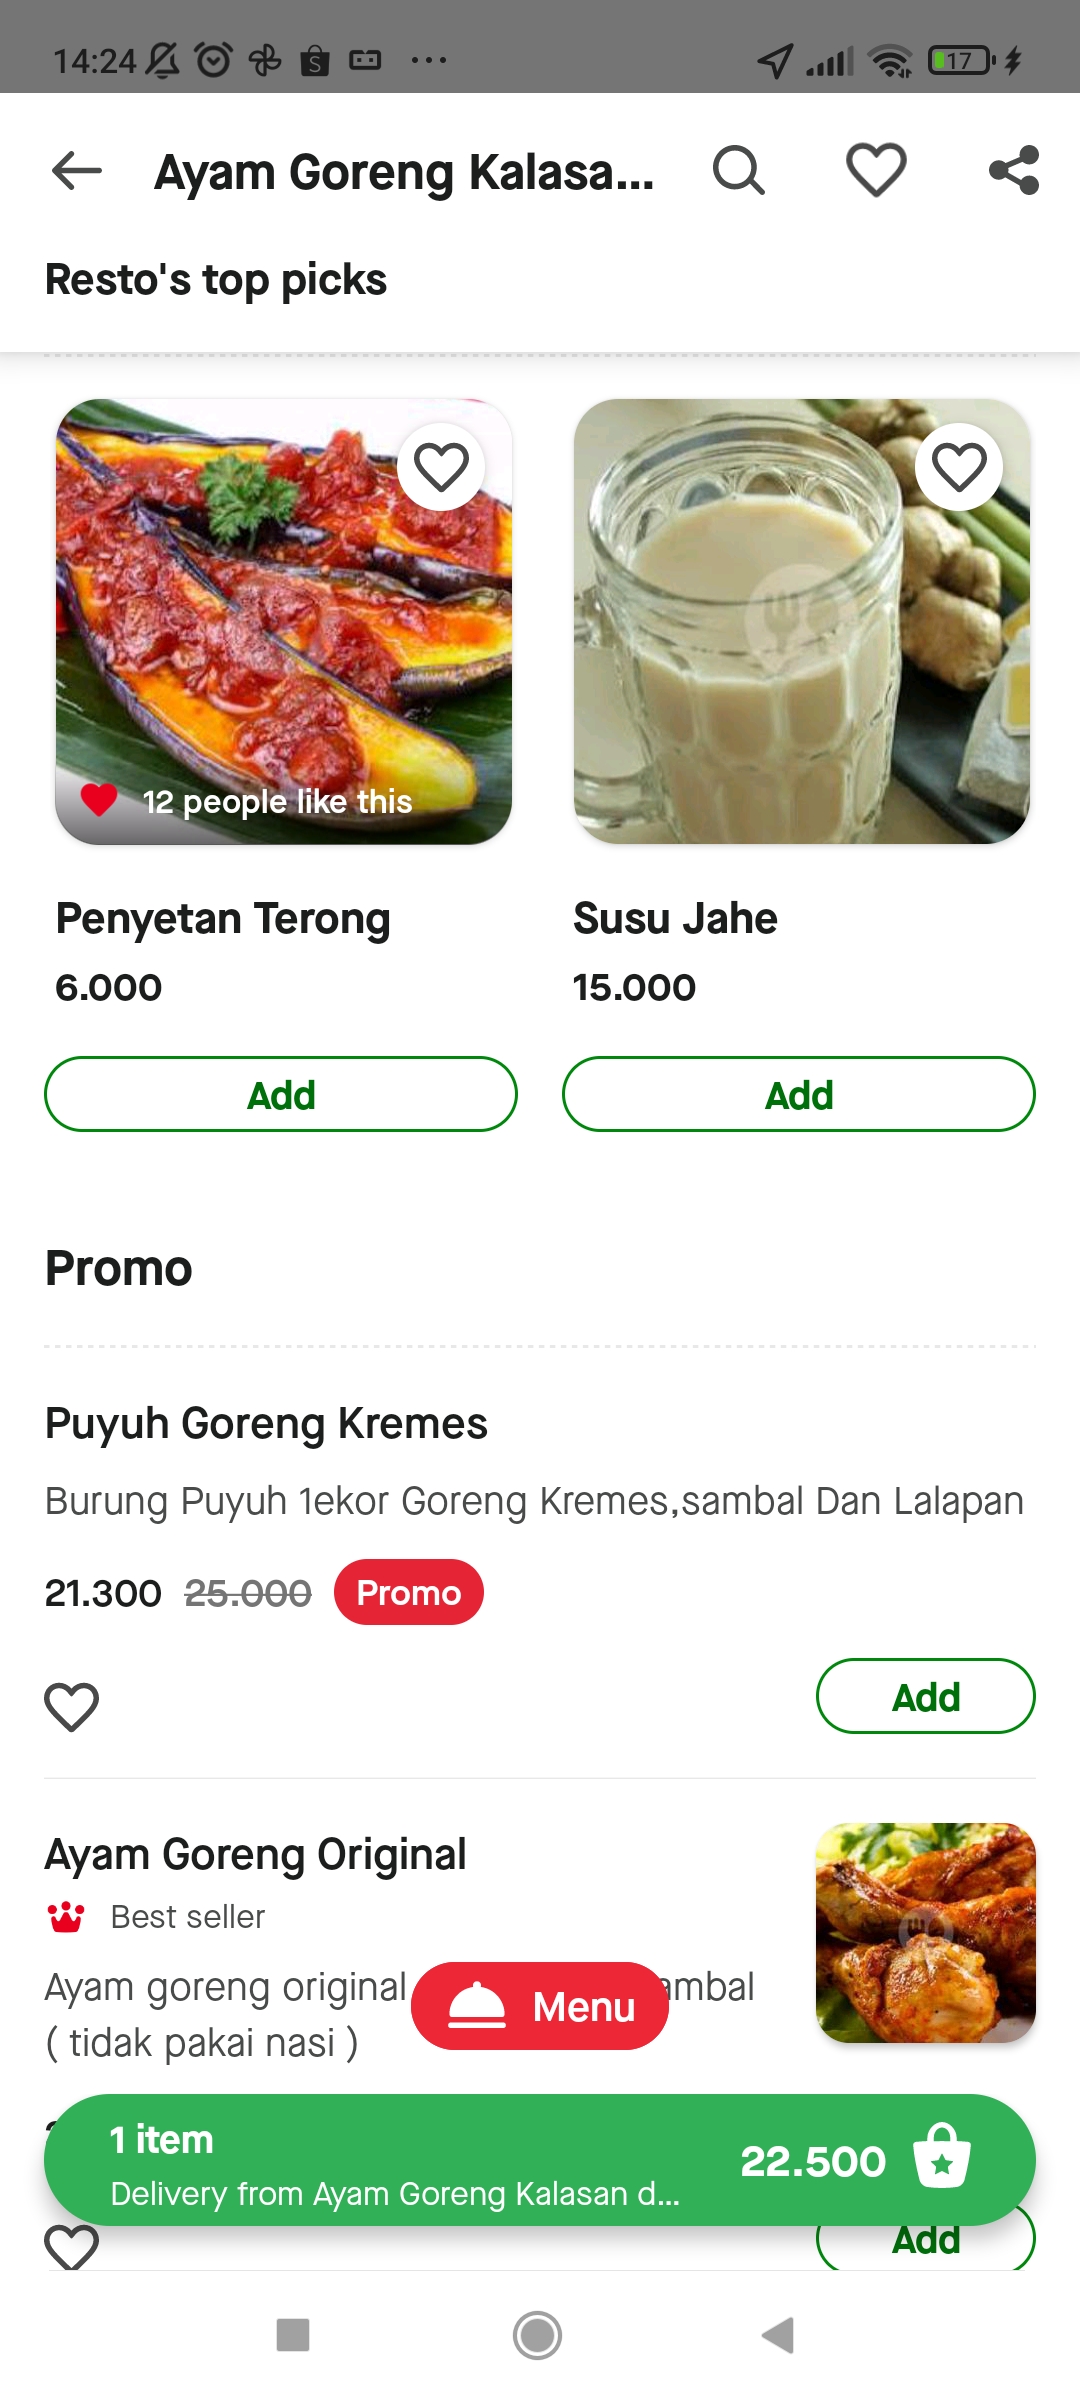 14:24
17
Ayam Goreng Kalasa...
Resto's top picks
12 people like this
Penyetan Terong
Susu Jahe
6.000
15.000
Add
Add
Promo
Puyuh Goreng Kremes
Burung Puyuh 1ekor Goreng Kremes,sambal Dan Lalapan
21.300 25.000 Promo
Add
Ayam Goreng Original
Best seller
Ayam goreng original ambal
( tidak pakai nasi )
Menu
1 item
22.500
Delivery from Ayam Goreng Kalasan d...
Add